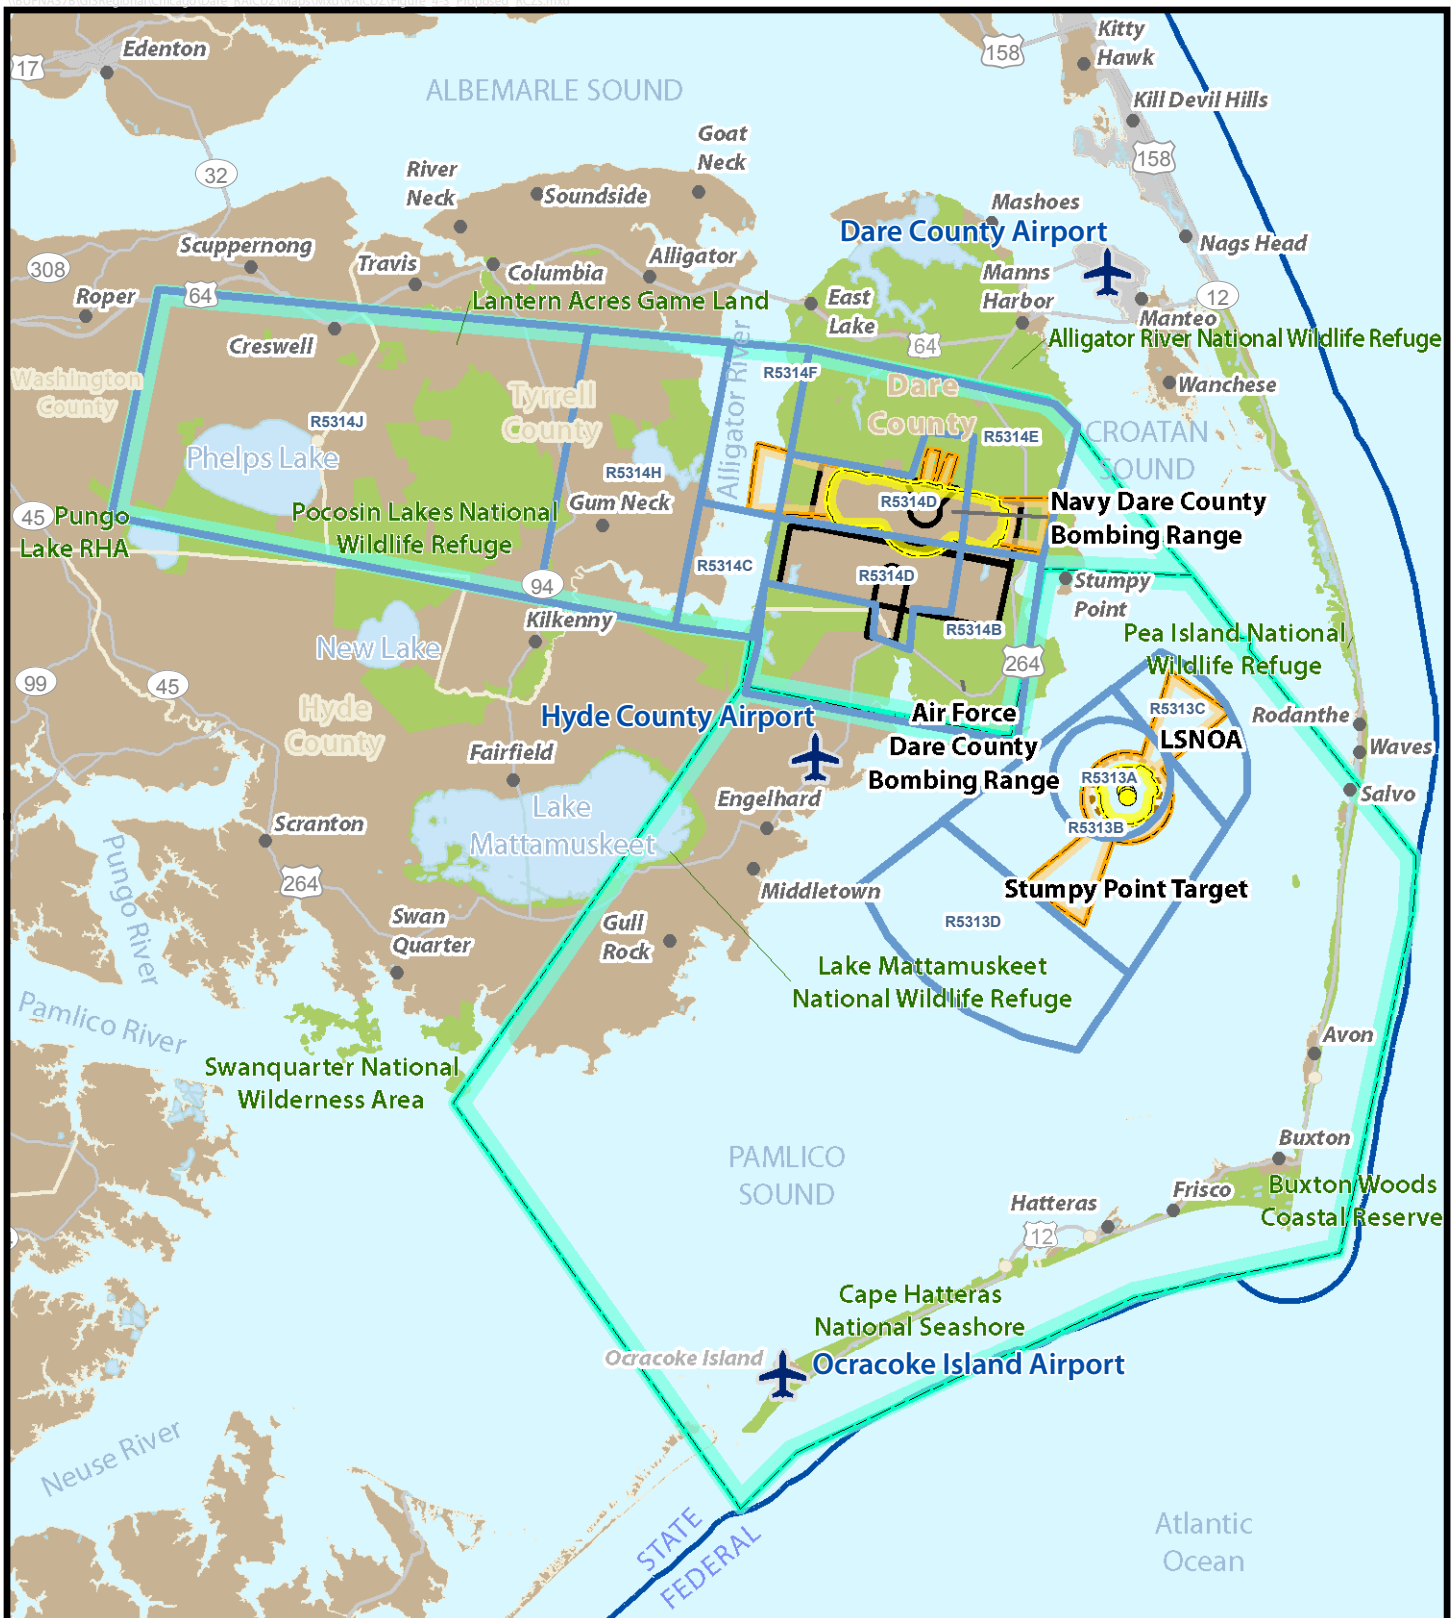 Edenton
17
ALBEMARLE SOUND
158
Kitty
Hawk
Kill Devil Hills
158
Goat
Neck
River
Neck
Soundside
32
Mashoes
Dare County Airport
Nags Head
Scuppernong
Travis
Columbia
Alligator
Manns
Harbor
308
Roper
64
Lantern Acres Game Land
East
Lake
12
Manteo
64
Alligator River National Wildlife Refuge
Creswell
Washington
County
Tyrrell
County
Alligator River
R5314F
Dare
County
Wanchese
R5314J
R5314E
CROATAN
SOUND
Phelps Lake
R5314H
Gum Neck
R5314D
Navy Dare County
Bombing Range
45
Pungo
Lake RHA
Pocosin Lakes National
Wildlife Refuge
R5314C
R5314D
94
Stumpy
Point
Kilkenny
R5314B
New Lake
Pea Island National
Wildlife Refuge
264
99
45
Hyde
County
Hyde County Airport
Air Force
Dare County
Bombing Range
R5313C
LSNOA
Rodanthe
Waves
Fairfield
R5313A
Salvo
Lake
Mattamuskeet
Engelhard
Scranton
R5313B
Pungo River
264
Middletown
Stumpy Point Target
Swan
Quarter
Gull
Rock
R5313D
Lake Mattamuskeet
National Wildlife Refuge
Pamlico River
Avon
Swanquarter National
Wilderness Area
PAMLICO
SOUND
Buxton
Buxton Woods
Coastal Reserve
Frisco
Hatteras
12
Cape Hatteras
National Seashore
Ocracoke Island
Ocracoke Island Airport
Neuse River
STATE
FEDERAL
Atlantic
Ocean